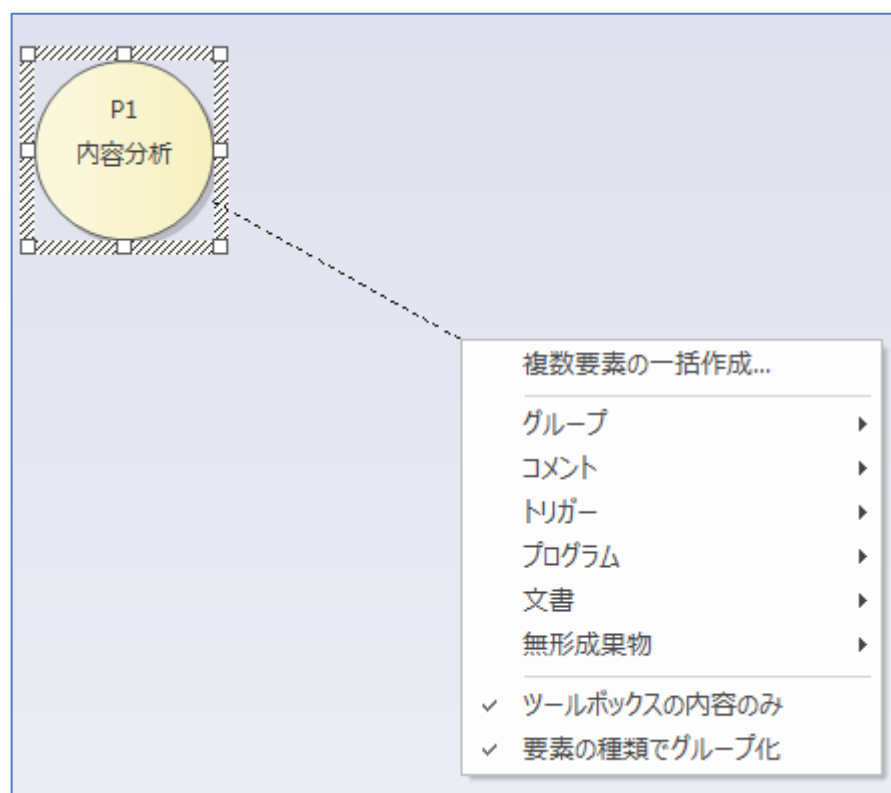 P1
内容分析
複数要素の一括作成...
グループ
コメント
トリガー
プログラム
文書
無形成果物
ツールボックスの内容のみ
要素の種類でグループ化